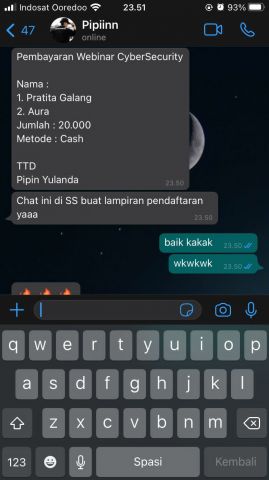 Indosat Ooredoo
23.51
93%
47
Pipiinn
online
Pembayaran Webinar CyberSecurity
Nama :
1. Pratita Galang
2. Aura
Jumlah : 20.000
Metode : Cash
TTD
Pipin Yulanda
23.50
Chat ini di SS buat lampiran pendaftaran
yaaa
23.50
baik kakak
23.50
wkwkwk
23.50
q w e r t y u i o p
a s d f g h j k l
z x c v b n m
123
Spasi
Kembali